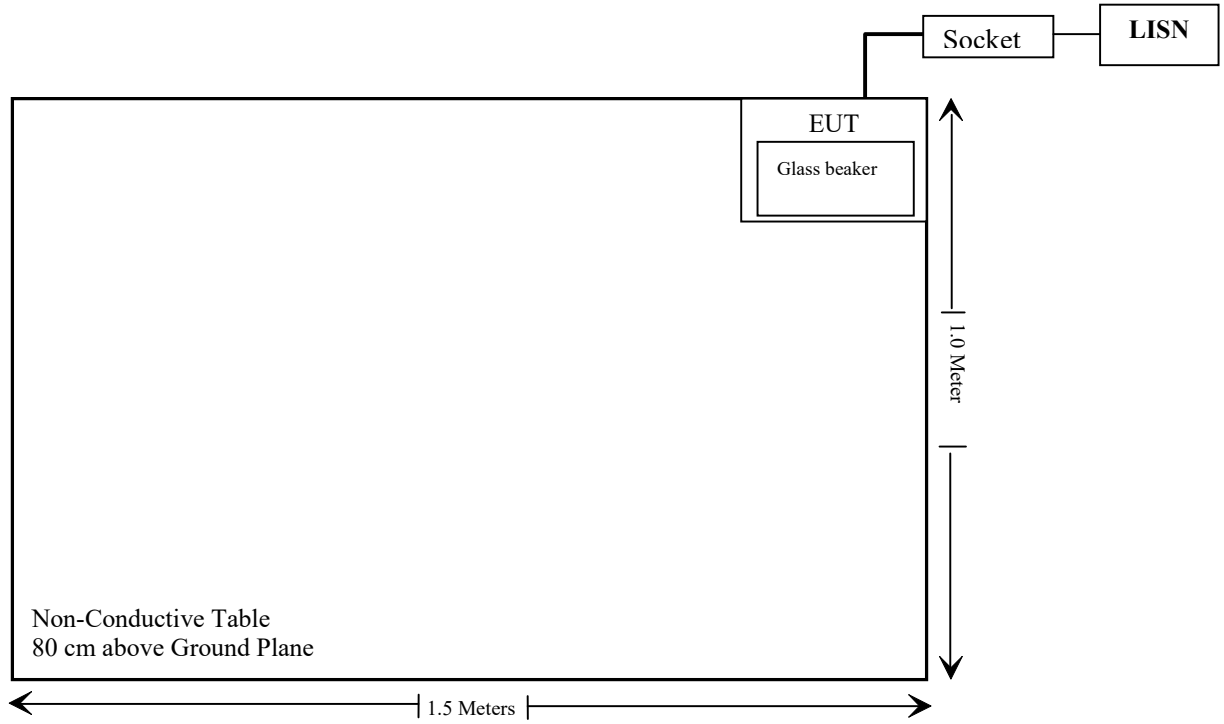 Socket
LISN
EUT
Glass beaker
1.0 Meter
Non-Conductive Table
80 cm above Ground Plane
1.5 Meters